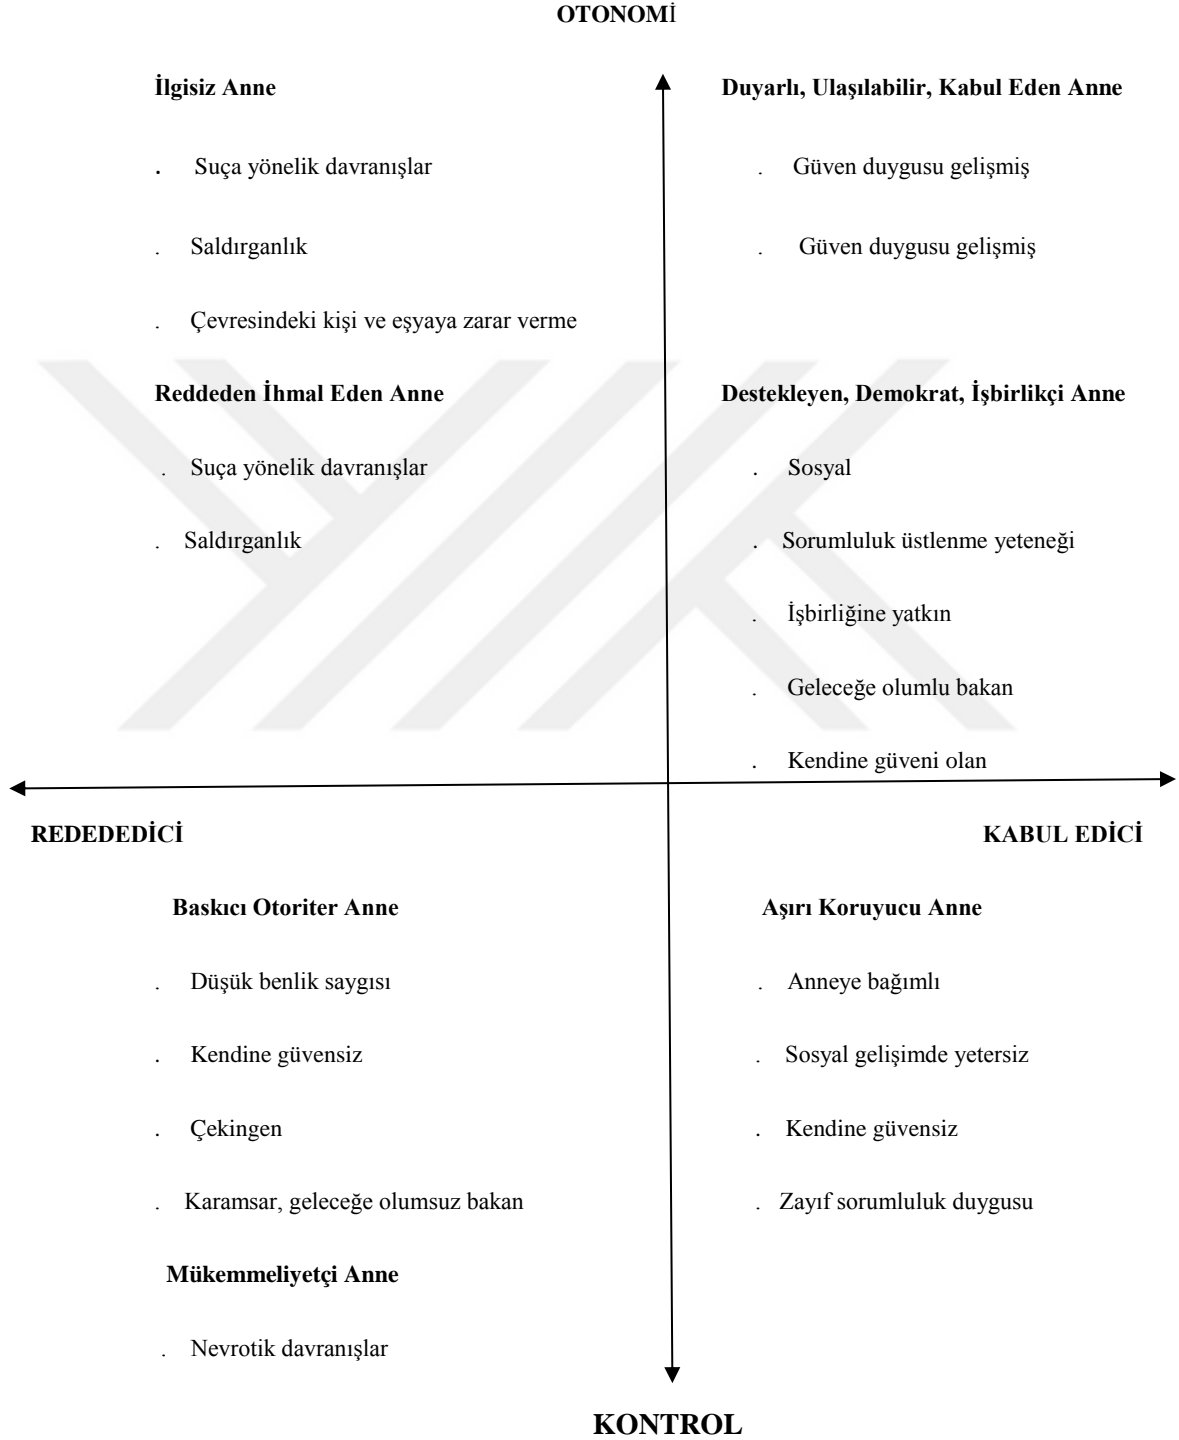 OTONOMİ
İlgisiz Anne
Duyarlı, Ulaşılabilir, Kabul Eden Anne
. Suça yönelik davranışlar
. Güven duygusu gelişmiş
. Saldırganlık
. Güven duygusu gelişmiş
. Çevresindeki kişi ve eşyaya zarar verme
Reddeden İhmal Eden Anne
Destekleyen, Demokrat, İşbirlikçi Anne
. Suça yönelik davranışlar
. Sosyal
. Saldırganlık
. Sorumluluk üstlenme yeteneği
. İşbirliğine yatkın
. Geleceğe olumlu bakan
. Kendine güveni olan
REDEDEDİCİ
KABUL EDİCİ
Baskıcı Otoriter Anne
Aşırı Koruyucu Anne
. Düşük benlik saygısı
. Anneye bağımlı
. Kendine güvensiz
. Sosyal gelişimde yetersiz
. Çekingen
. Kendine güvensiz
. Karamsar, geleceğe olumsuz bakan
. Zayıf sorumluluk duygusu
Mükemmeliyetçi Anne
. Nevrotik davranışlar
KONTROL